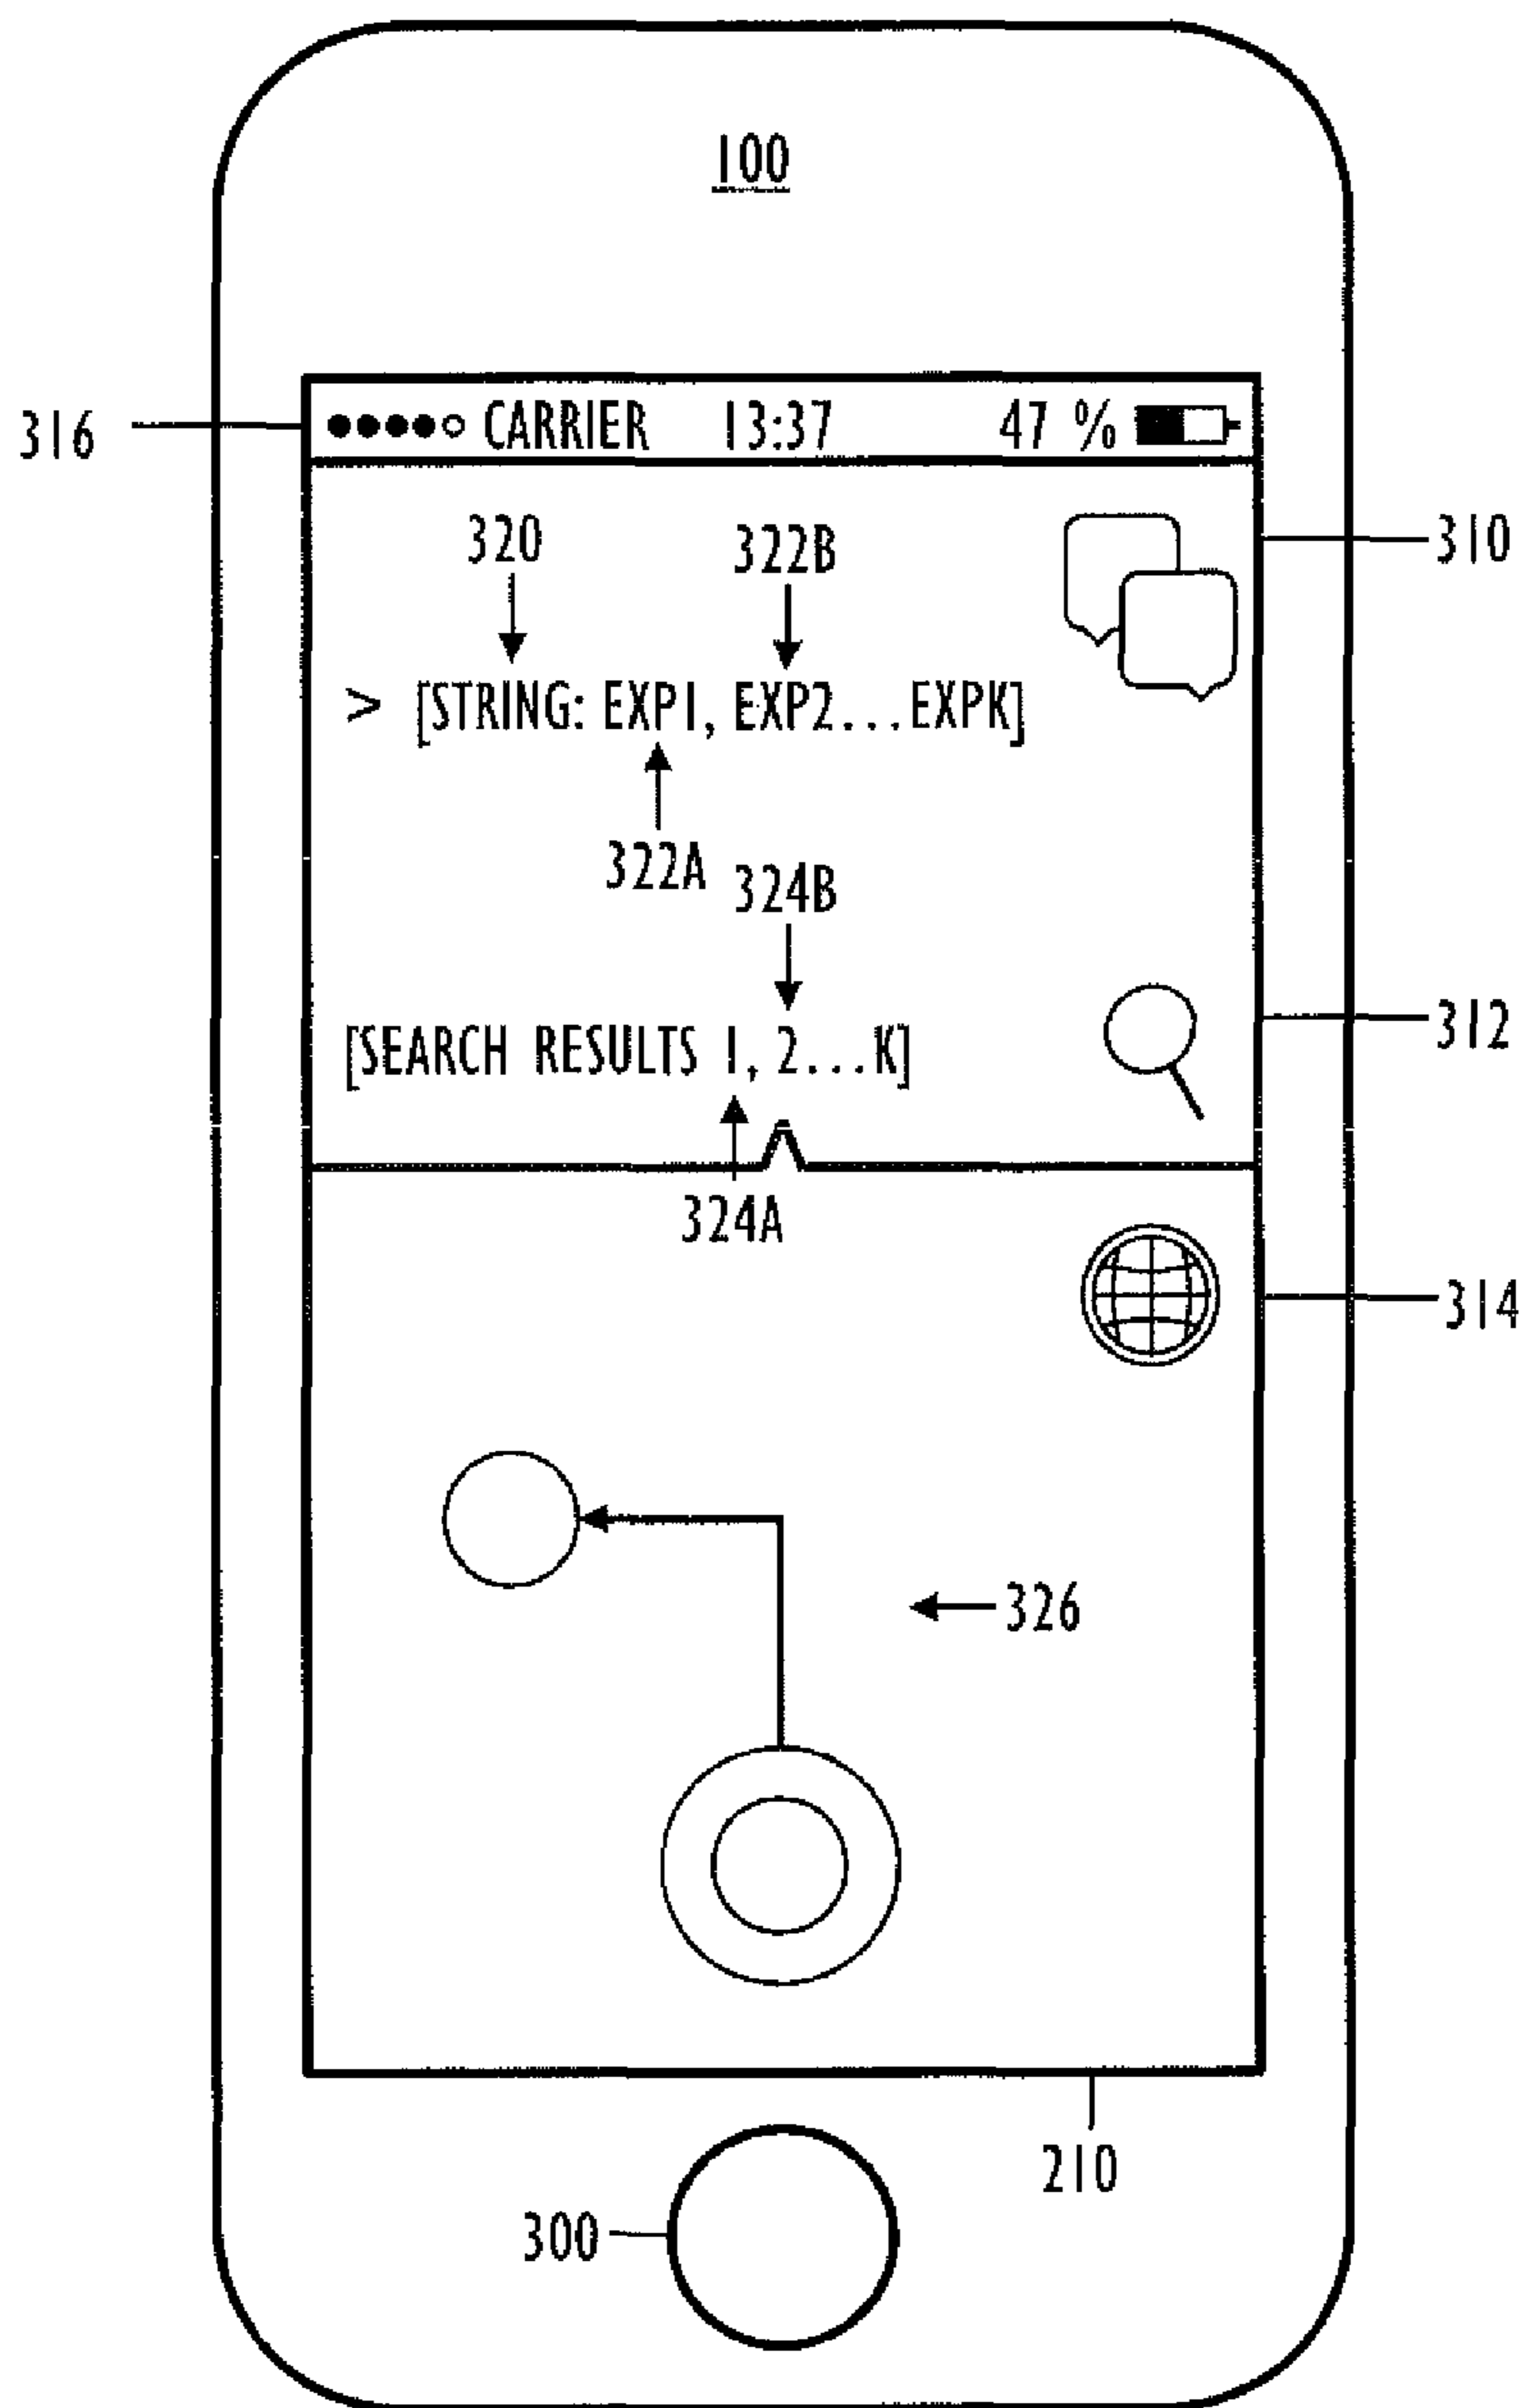 100
316
CARRIER 13:37 47 %
320
322B
310
> [STRING: EXP1, EXP2...EXPK]
322A
324B
312
[SEARCH RESULTS 1, 2...K]
324A
314
326
210
300